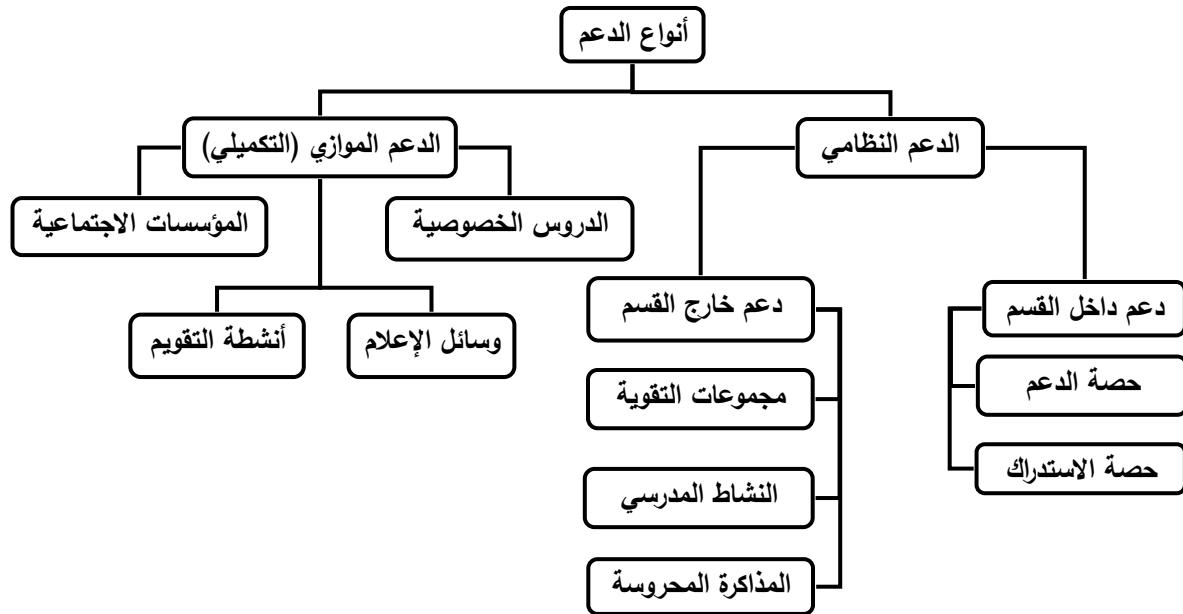 أنواع الدعم
الدعم النظامي
الدعم الموازي (التكميلي)
الدروس الخصوصية
المؤسسات الاجتماعية
دعم داخل القسم
دعم خارج القسم
وسائل الإعلام
أنشطة التقويم
حصة الدعم
مجموعات التقوية
حصة الاستدراك
النشاط المدرسي
المذاكرة المحروسة